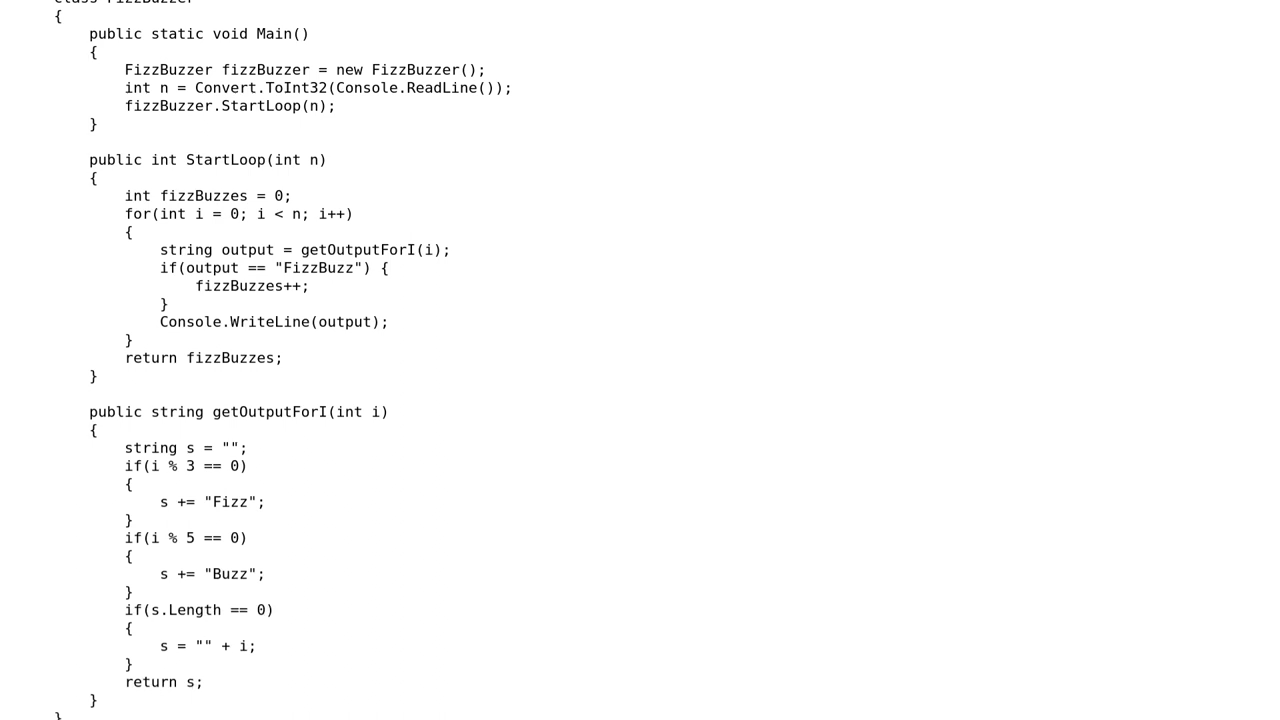 class FizzBuzzer
{
public static void Main()
{
FizzBuzzer fizzBuzzer = new FizzBuzzer();
int n = Convert.ToInt32(Console.ReadLine());
fizzBuzzer.StartLoop(n);
}
public int StartLoop(int n)
{
int fizzBuzzes = 0;
for(int i = 0; i < n; i++)
{
string output = getOutputForI(i);
if(output == "FizzBuzz") {
fizzBuzzes++;
}
Console.WriteLine(output);
}
return fizzBuzzes;
}
public string getOutputForI(int i)
{
string s = "";
if(i % 3 == 0)
{
s += "Fizz";
}
if(i % 5 == 0)
{
s += "Buzz";
}
if(s.Length == 0)
{
s = "" + i;
}
return s;
}
}